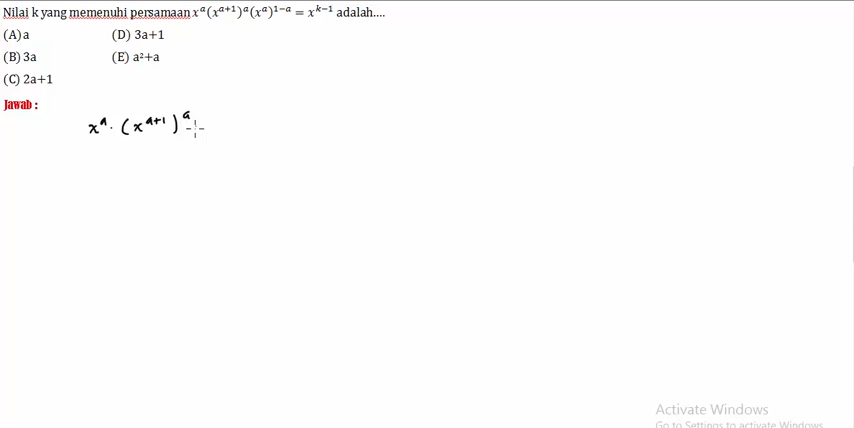 Nilai k yang memenuhi persamaan x^a(x^{a+1})^a(x^a)^{1−a} = x^{k−1} adalah....
(A) a (D) 3a+1
(B) 3a (E) a²+a
(C) 2a+1
Jawab :
x^a · (x^{a+1})^a
Activate Windows
Go to Settings to activate Windows